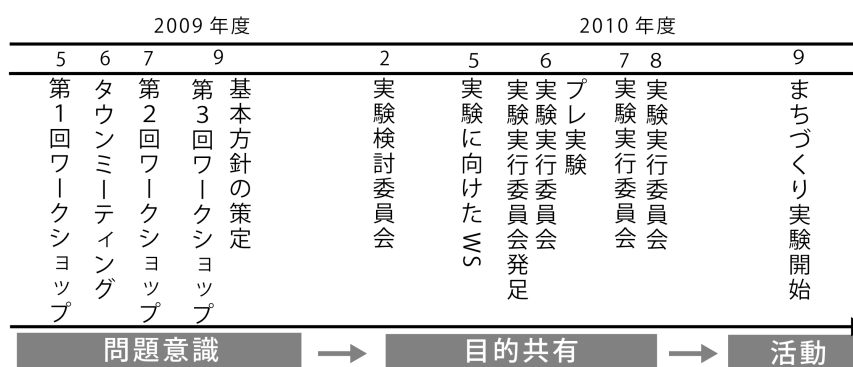 2009 年度
2010 年度
5
6
7
9
2
5
6
7
8
9
第1回ワークショップ
タウンミーティング
第2回ワークショップ
第3回ワークショップ
基本方針の策定
実験検討委員会
実験に向けた WS
実験実行委員会発足
実験実行委員会
プレ実験
実験実行委員会
実験実行委員会
まちづくり実験開始
問題意識
目的共有
活動